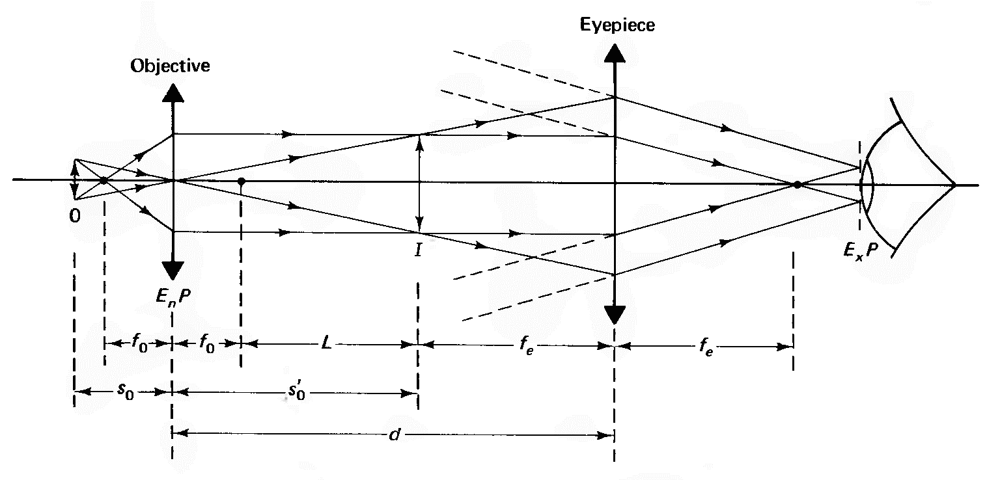 Eyepiece
Objective
O
I
EₙP
EₓP
f₀ f₀ L fₑ fₑ
s₀ s′₀
d